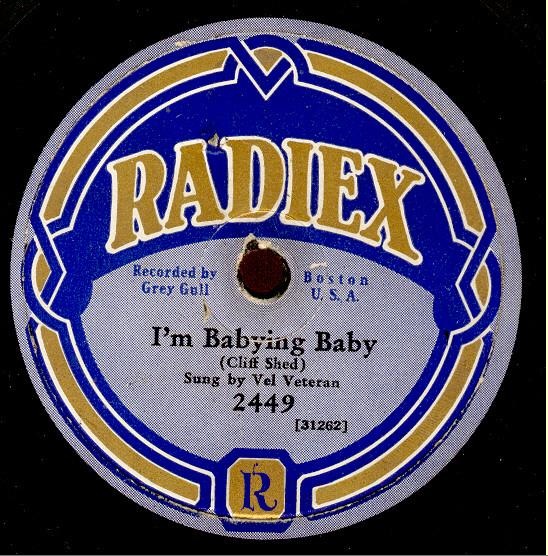 RADIEX
Recorded by
Grey Gull
Boston
U. S. A.
I'm Babying Baby
(Cliff Shed)
Sung by Vel Veteran
2449
[31262]
R